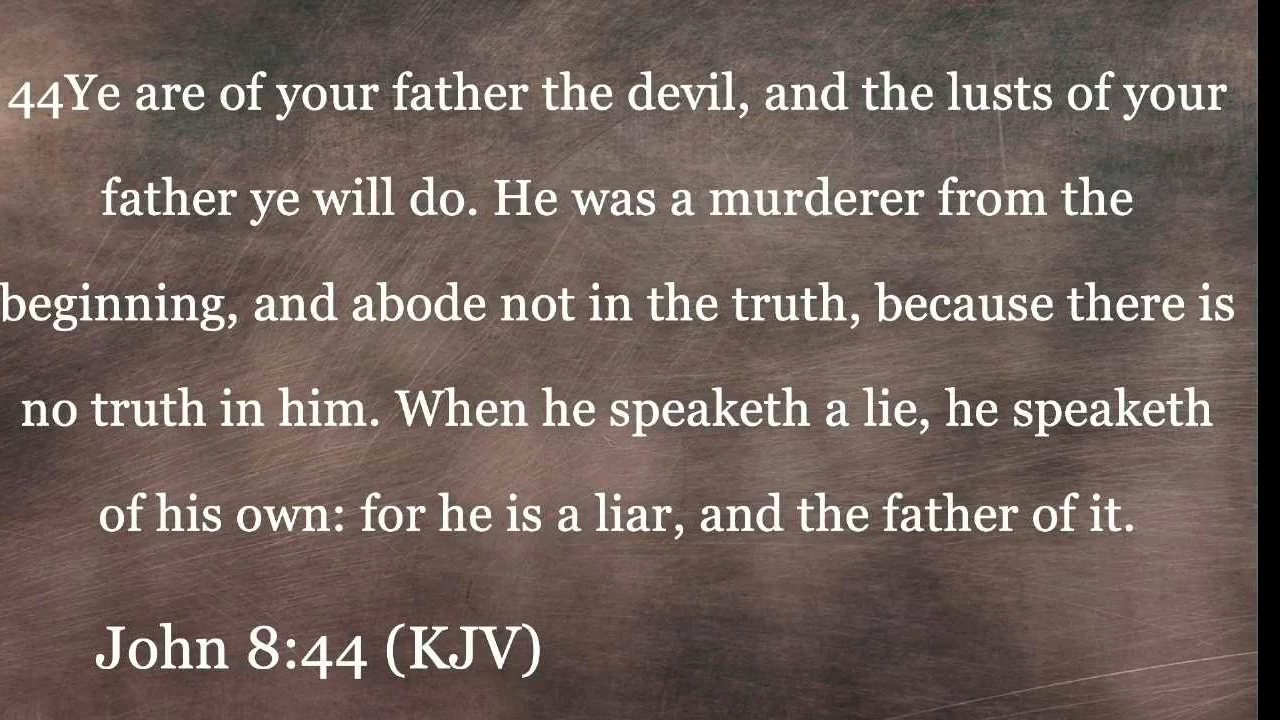 44Ye are of your father the devil, and the lusts of your
father ye will do. He was a murderer from the
beginning, and abode not in the truth, because there is
no truth in him. When he speaketh a lie, he speaketh
of his own: for he is a liar, and the father of it.
John 8:44 (KJV)